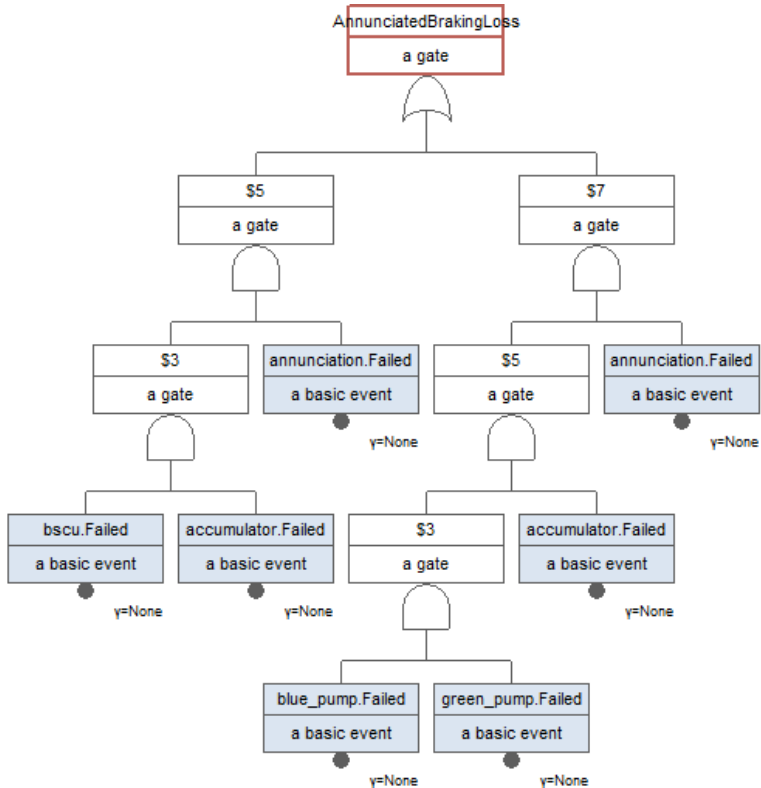 AnnunciatedBrakingLoss
a gate
$5
a gate
$7
a gate
$3
a gate
annunciation.Failed
a basic event
γ=None
$5
a gate
annunciation.Failed
a basic event
γ=None
bscu.Failed
a basic event
γ=None
accumulator.Failed
a basic event
γ=None
$3
a gate
accumulator.Failed
a basic event
γ=None
blue_pump.Failed
a basic event
γ=None
green_pump.Failed
a basic event
γ=None